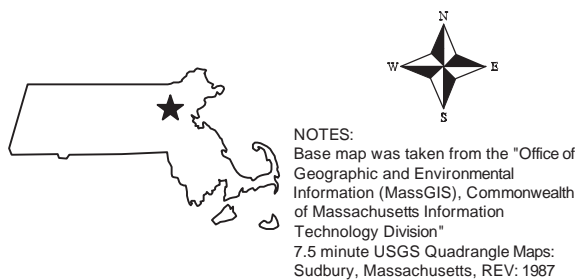 N
W E
S
NOTES:
Base map was taken from the "Office of
Geographic and Environmental
Information (MassGIS), Commonwealth
of Massachusetts Information
Technology Division"
7.5 minute USGS Quadrangle Maps:
Sudbury, Massachusetts, REV: 1987